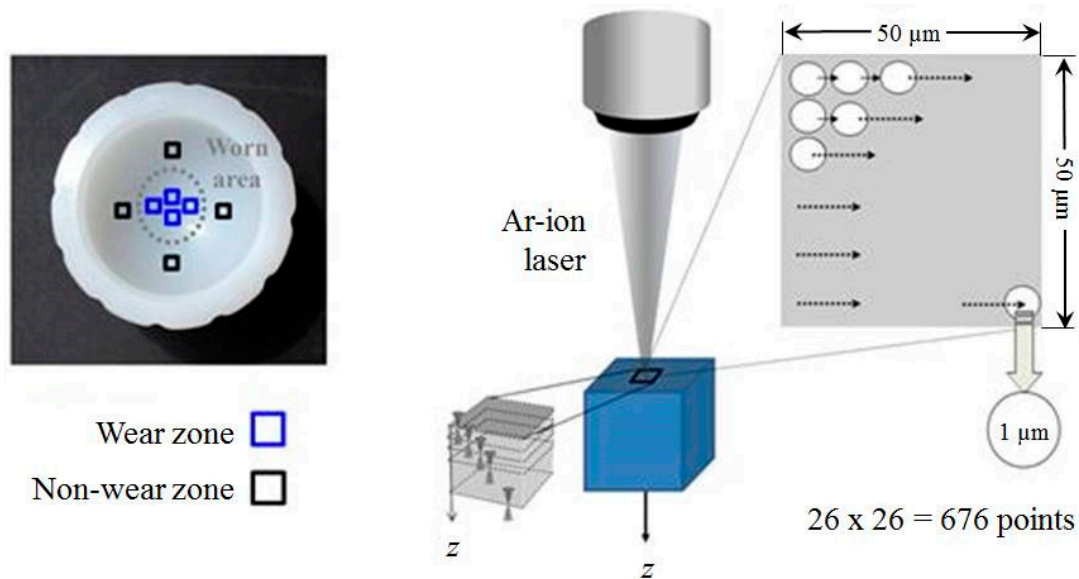 Worn
area
Wear zone
Non-wear zone
Ar-ion
laser
z
z
50 µm
50 µm
1 µm
26 x 26 = 676 points